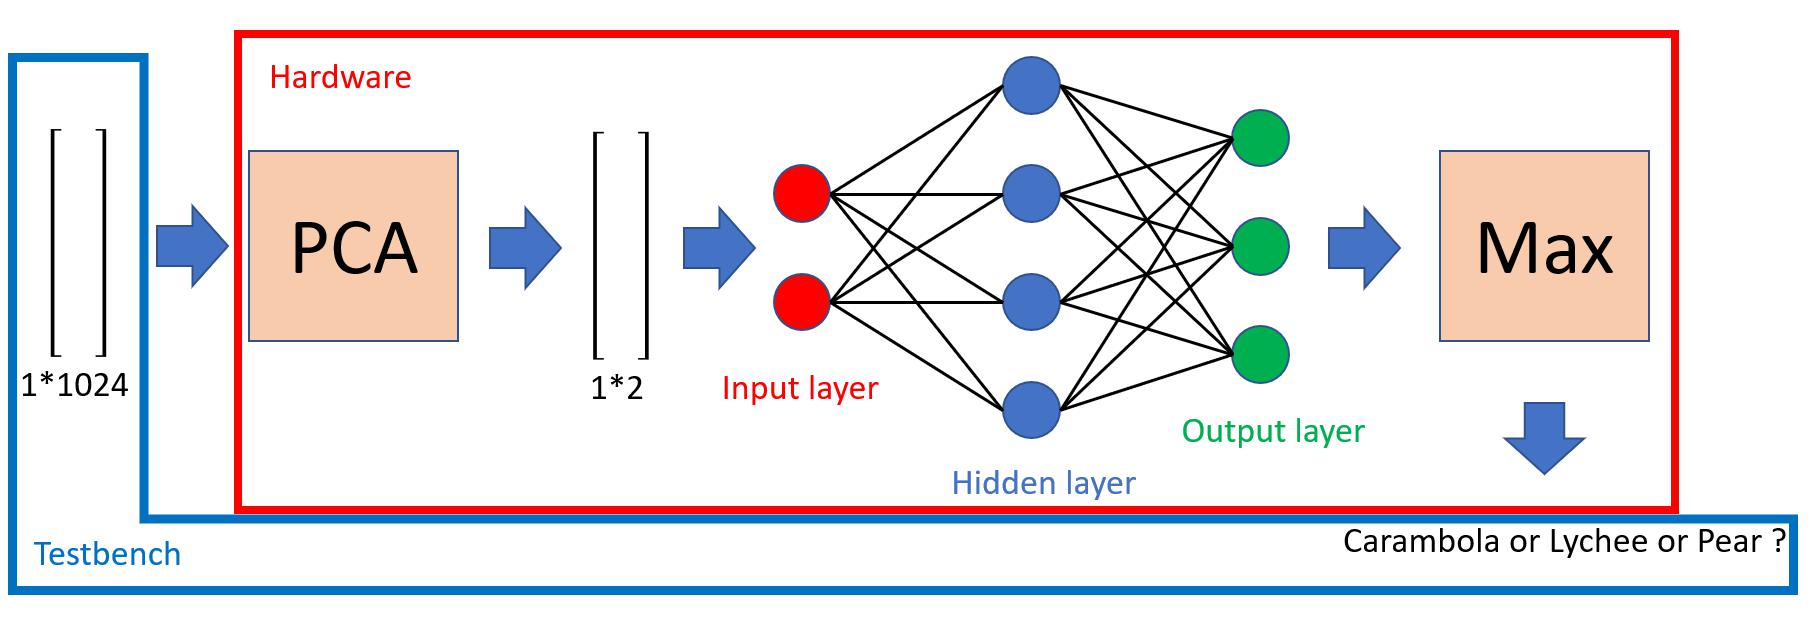 Hardware
PCA
Max
1*1024
1*2
Input layer
Output layer
Hidden layer
Carambola or Lychee or Pear ?
Testbench